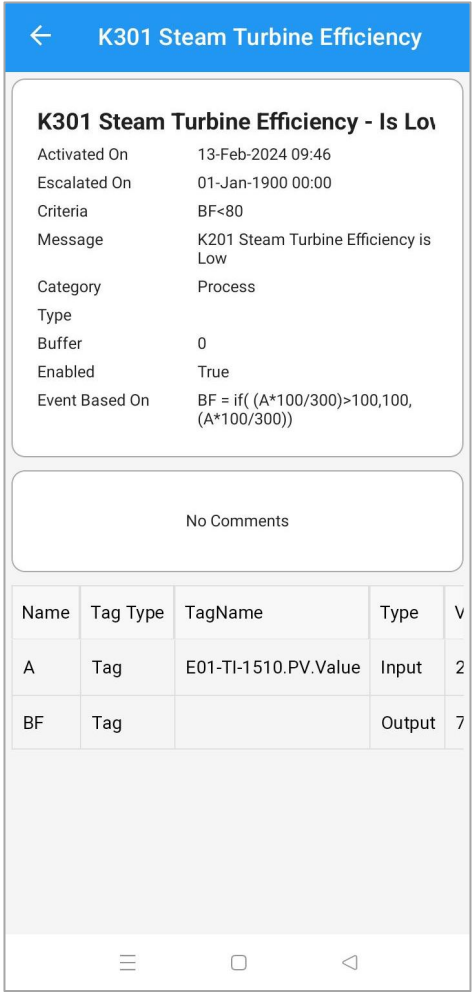 K301 Steam Turbine Efficiency
K301 Steam Turbine Efficiency - Is
Activated On 13-Feb-2024 09:46
Escalated On 01-Jan-1900 00:00
Criteria BF<80
Message K201 Steam Turbine Efficiency is
Low
Category Process
Type
Buffer 0
Enabled True
Event Based On BF = if( (A*100/300)>100,100,
(A*100/300))
No Comments
Name Tag Type TagName Type
A Tag E01-TI-1510.PV.Value Input 2
BF Tag Output 7